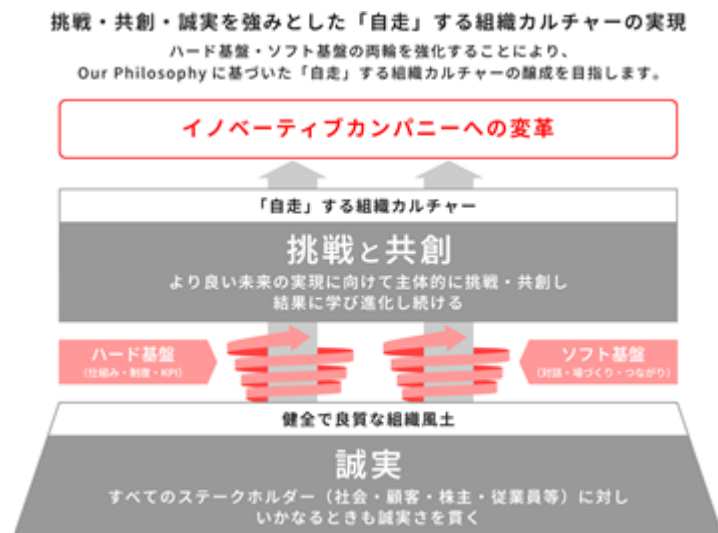 挑戦・共創・誠実を強みとした「自走」する組織カルチャーの実現
ハード基盤・ソフト基盤の両輪を強化することにより、
Our Philosophyに基づいた「自走」する組織カルチャーの醸成を目指します。
イノベーティブカンパニーへの変革
「自走」する組織カルチャー
挑戦と共創
より良い未来の実現に向けて主体的に挑戦・共創し
結果に学び進化し続ける
ハード基盤
（仕組み・制度・KPI）
ソフト基盤
（対話・場づくり・つながり）
健全で良質な組織風土
誠実
すべてのステークホルダー（社会・顧客・株主・従業員等）に対し
いかなるときも誠実さを貫く